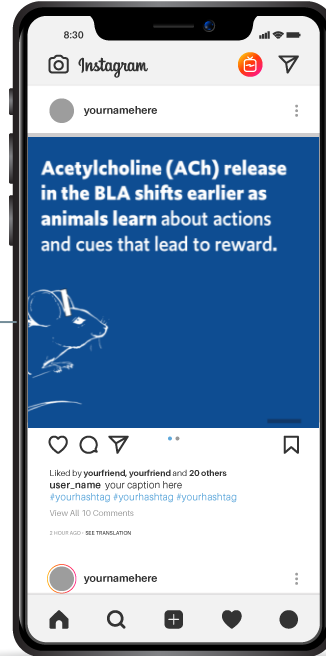 8:30
Instagram
yournamehere
Acetylcholine (ACh) release
in the BLA shifts earlier as
animals learn about actions
and cues that lead to reward.
Liked by yourfriend, yourfriend and 20 others
user_name your caption here
#yourhashtag #yourhashtag #yourhashtag
View All 10 Comments
2 HOUR AGO • SEE TRANSLATION
yournamehere